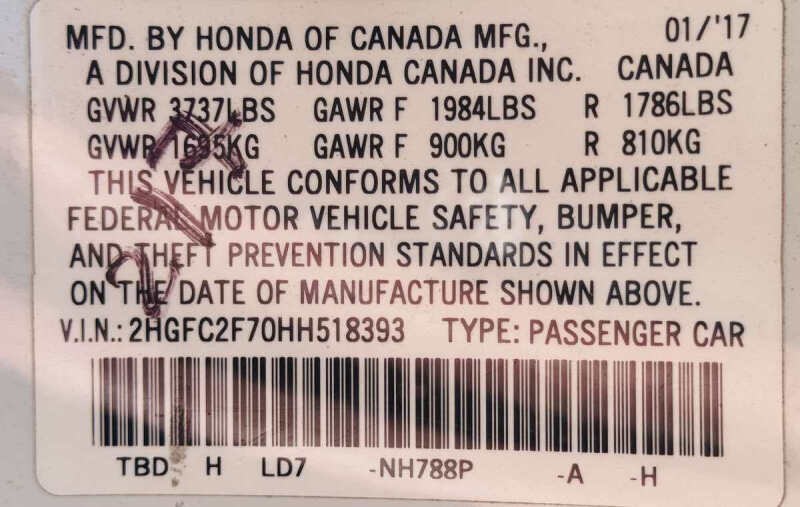 MFD. BY HONDA OF CANADA MFG., 01/'17
A DIVISION OF HONDA CANADA INC. CANADA
GVWR 3737LBS GAWR F 1984LBS R 1786LBS
GVWR 1695KG GAWR F 900KG R 810KG
THIS VEHICLE CONFORMS TO ALL APPLICABLE
FEDERAL MOTOR VEHICLE SAFETY, BUMPER,
AND THEFT PREVENTION STANDARDS IN EFFECT
ON THE DATE OF MANUFACTURE SHOWN ABOVE.
V.I.N.: 2HGFC2F70HH518393 TYPE: PASSENGER CAR
TBD H LD7 -NH788P -A -H